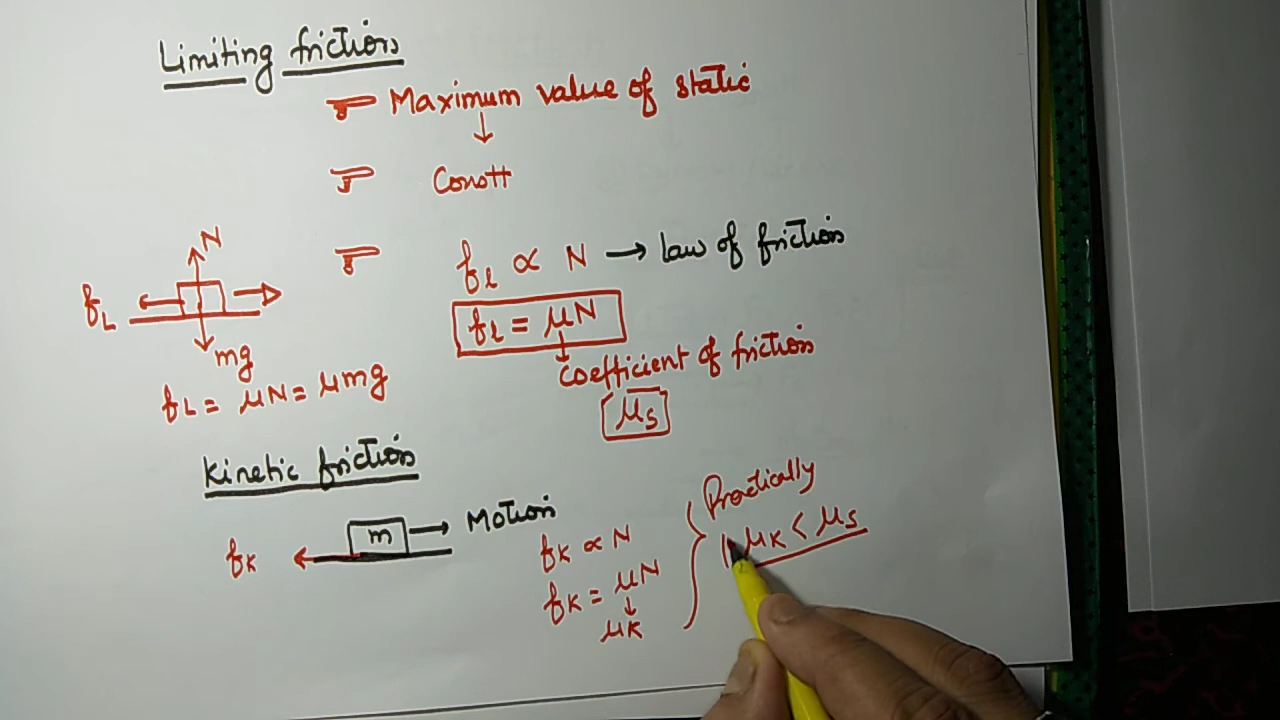 Limiting friction
Maximum value of static
↓
Constt
fl ∝ N → law of friction
fl = μN
↓
Coefficient of friction
μs
N
fL
mg
fL = μN = μmg
Kinetic friction
m → Motion
fK
fK ∝ N
fK = μN
↓
μK
Practically
μK < μs